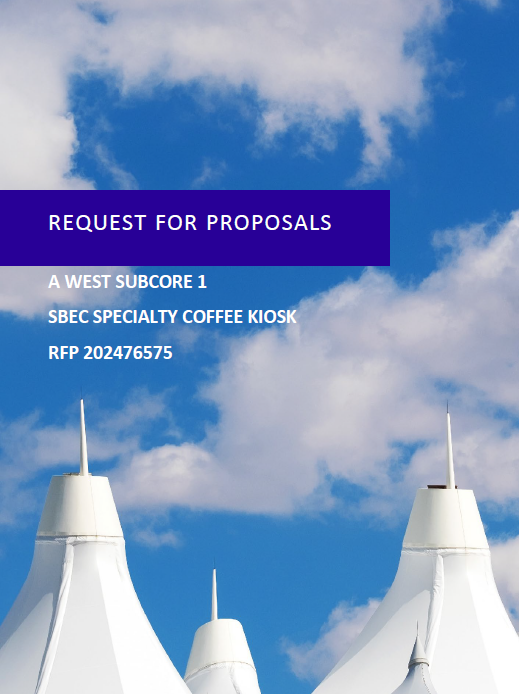 REQUEST FOR PROPOSALS
A WEST SUBCORE 1
SBEC SPECIALTY COFFEE KIOSK
RFP 202476575